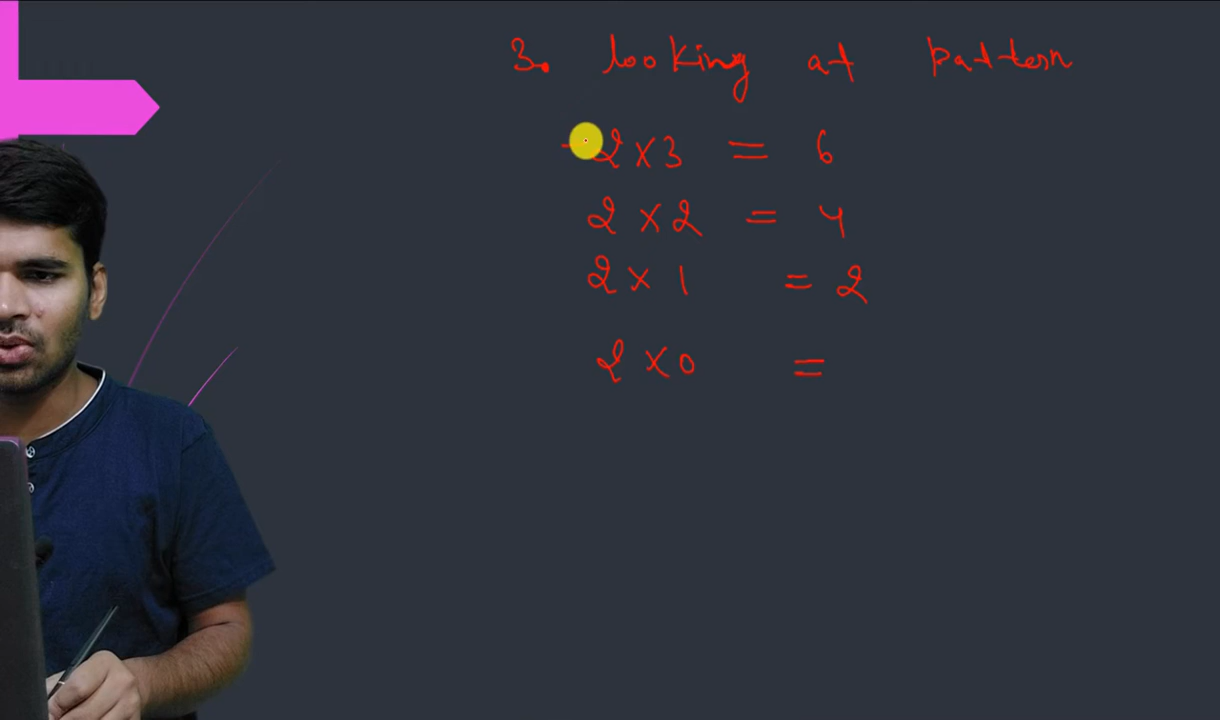 3. looking at pattern
-2 × 3 = 6
2 × 2 = 4
2 × 1 = 2
2 × 0 =